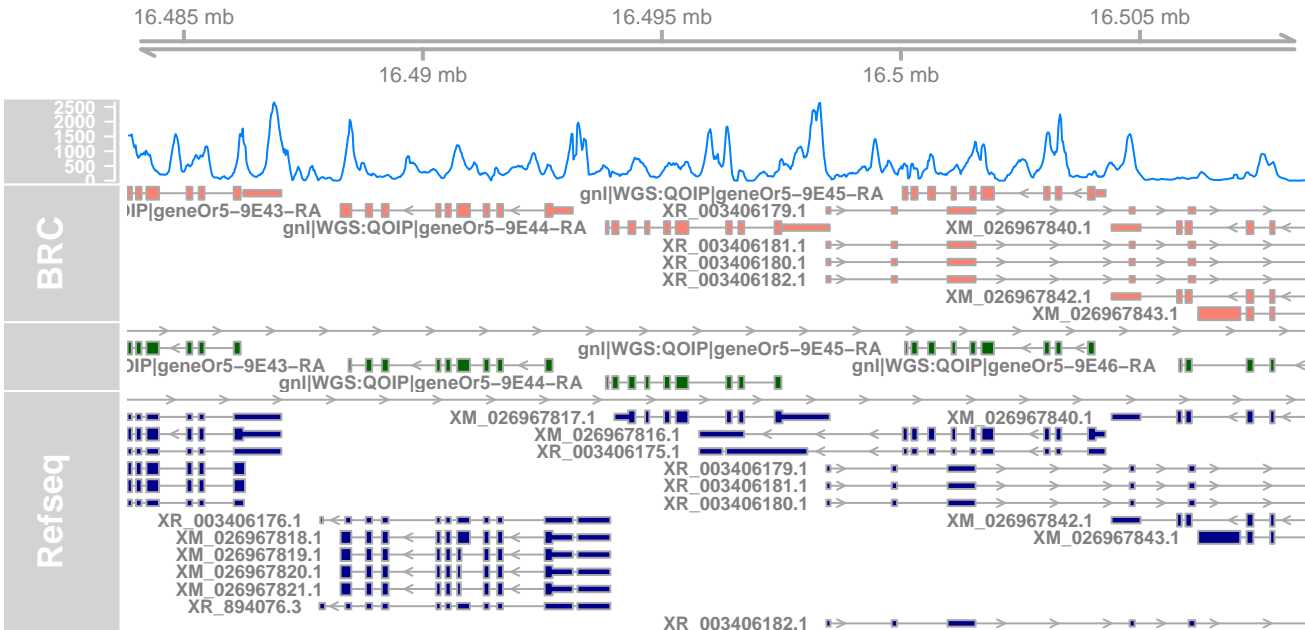 16.485 mb
16.495 mb
16.505 mb
16.49 mb
16.5 mb
2500
2000
1500
1000
500
0
BRC
gnl|WGS:QOIP|geneOr5-9E45-RA
OIP|geneOr5-9E43-RA
XR_003406179.1
gnl|WGS:QOIP|geneOr5-9E44-RA
XM_026967840.1
XR_003406181.1
XR_003406180.1
XR_003406182.1
XM_026967842.1
XM_026967843.1
gnl|WGS:QOIP|geneOr5-9E45-RA
OIP|geneOr5-9E43-RA
gnl|WGS:QOIP|geneOr5-9E46-RA
gnl|WGS:QOIP|geneOr5-9E44-RA
Refseq
XM_026967817.1
XM_026967840.1
XM_026967816.1
XR_003406175.1
XR_003406179.1
XR_003406181.1
XR_003406180.1
XR_003406176.1
XM_026967842.1
XM_026967818.1
XM_026967843.1
XM_026967819.1
XM_026967820.1
XM_026967821.1
XR_894076.3
XR_003406182.1